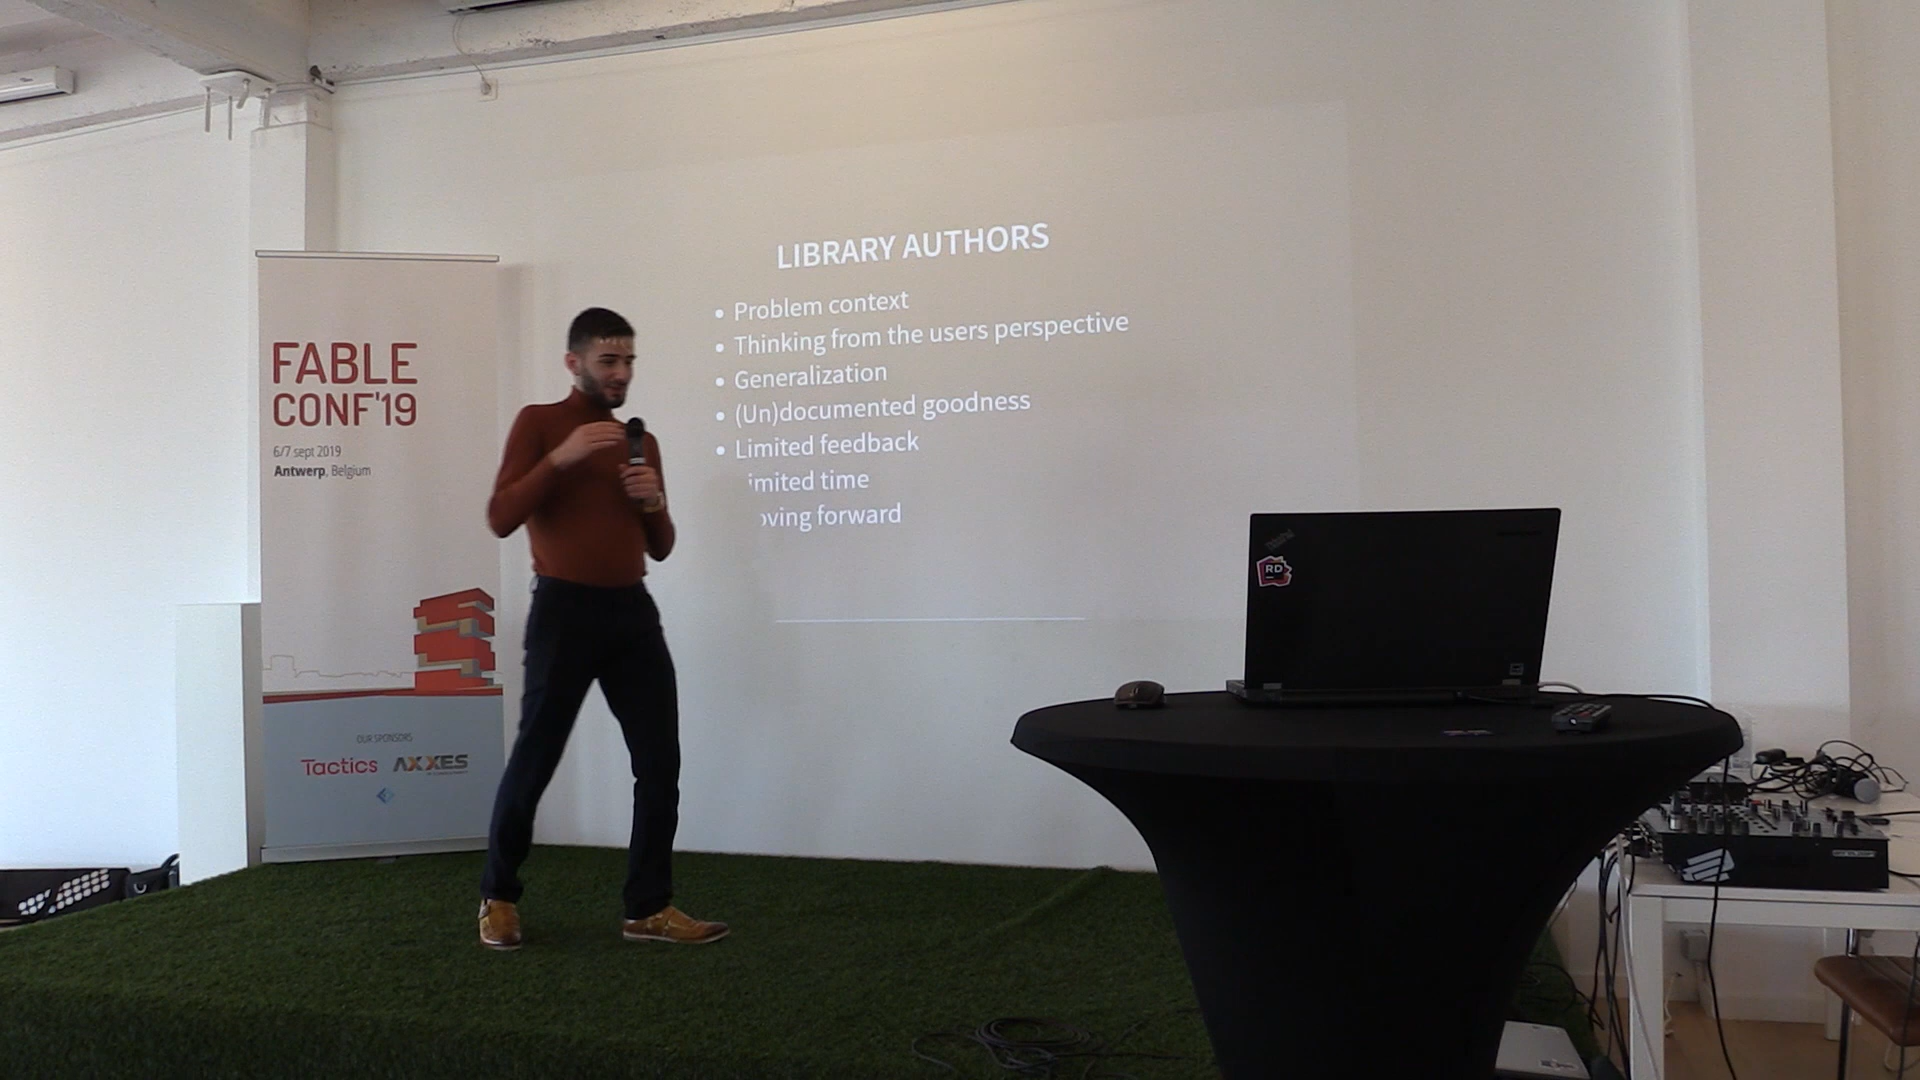 FABLE
CONF'19
6/7 sept 2019
Antwerp, Belgium
OUR SPONSORS
Tactics AXXES
LIBRARY AUTHORS
• Problem context
• Thinking from the users perspective
• Generalization
• (Un)documented goodness
• Limited feedback
imited time
oving forward
RD